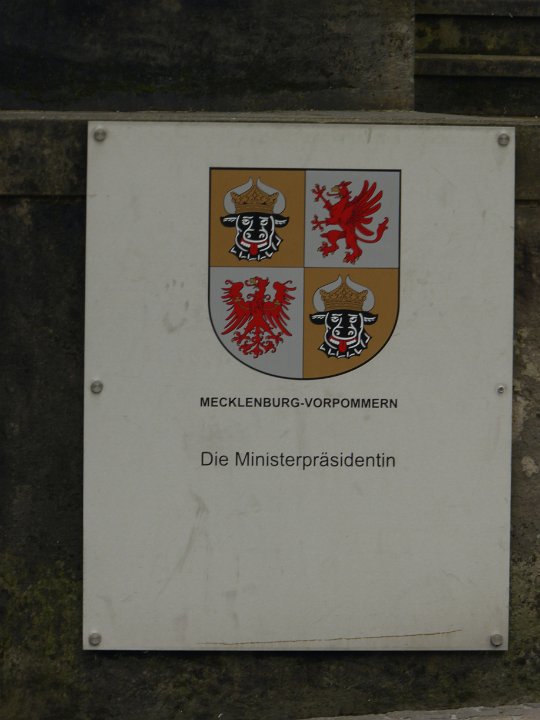 MECKLENBURG-VORPOMMERN
Die Ministerpräsidentin